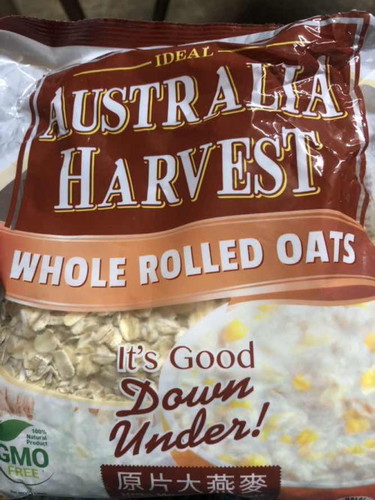 IDEAL
AUSTRALIA
HARVEST
WHOLE ROLLED OATS
It's Good
Down
Under!
100%
Natural
Product
GMO
FREE
原片大燕麥